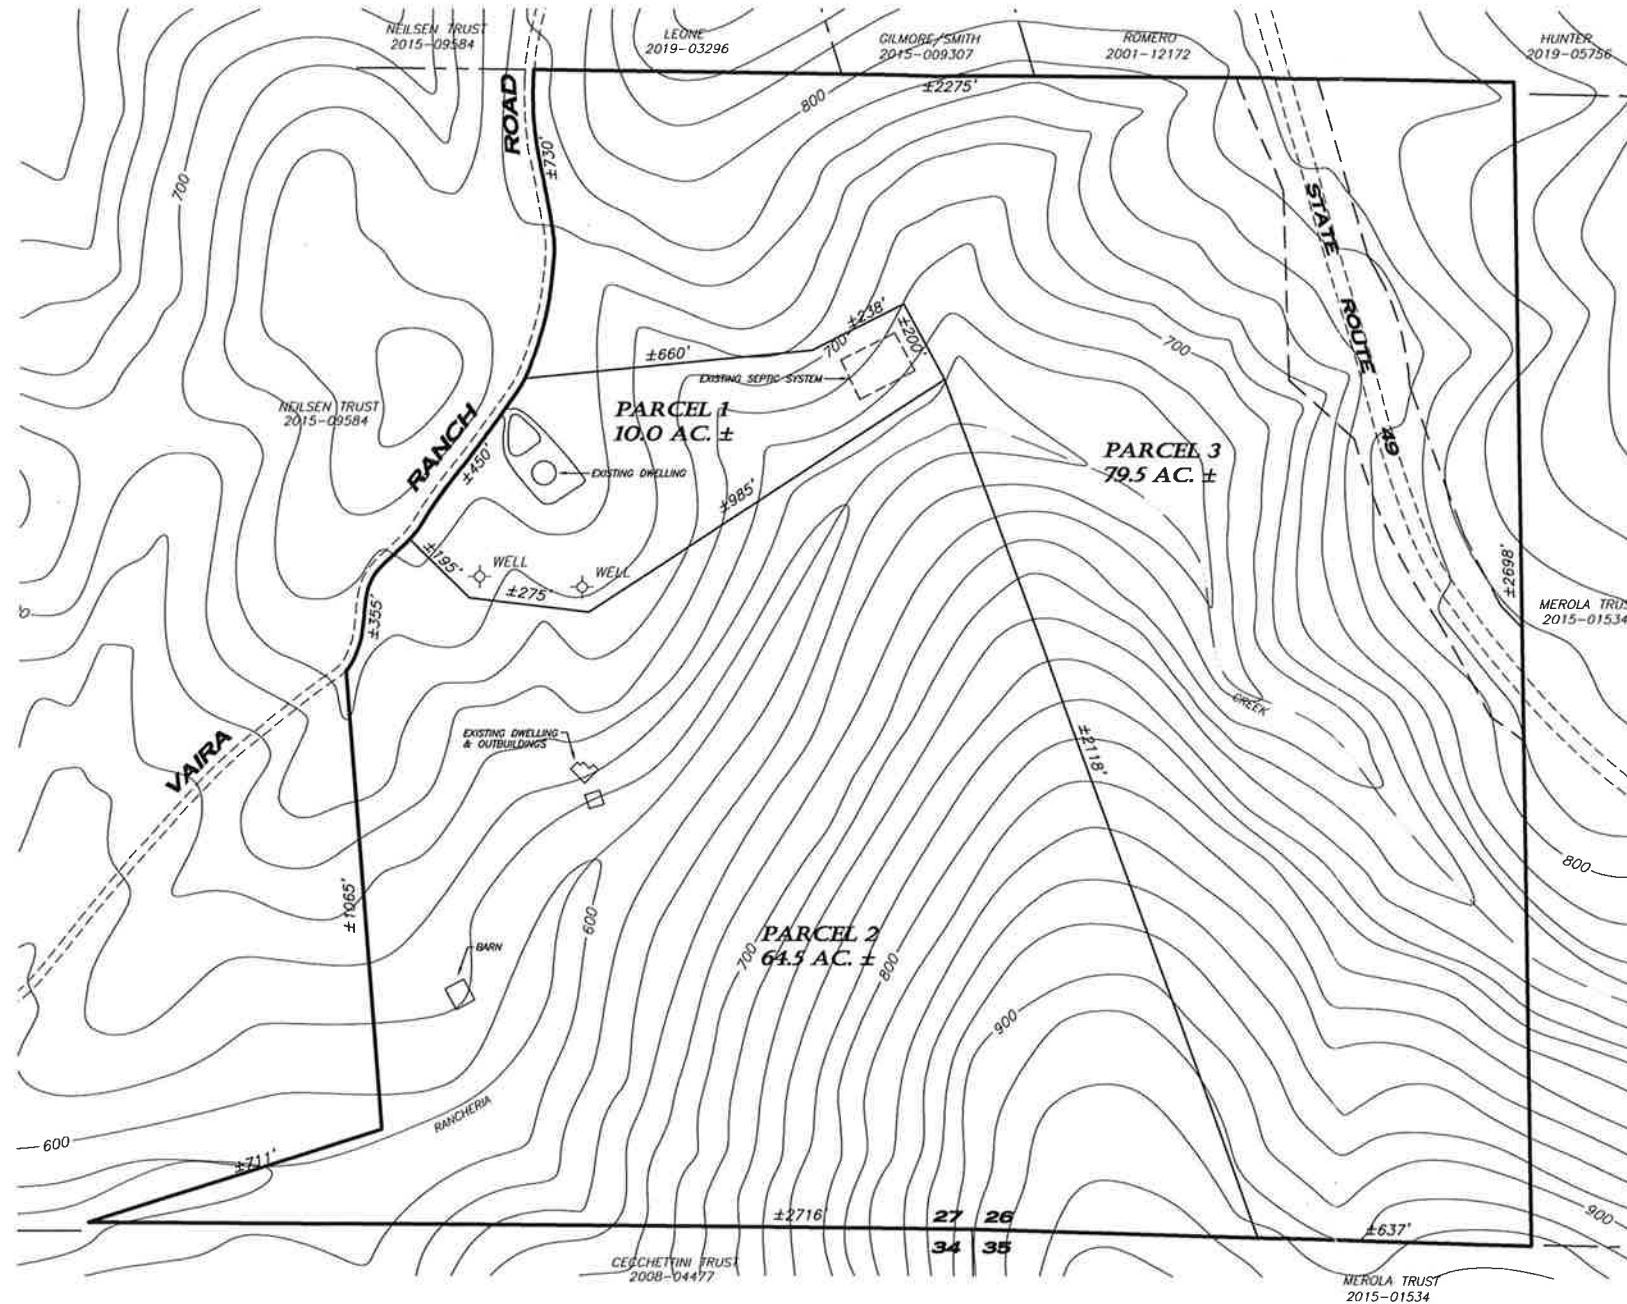 NEILSEN TRUST
2015-09584
LEONE
2019-03296
GILMORE/SMITH
2015-009307
ROMERO
2001-12172
HUNTER
2019-05756
±2275'
800
ROAD
±730'
700
STATE
ROUTE
49
±238'
700
±200'
±660'
700
EXISTING SEPTIC SYSTEM
NEILSEN TRUST
2015-09584
PARCEL 1
10.0 AC. ±
RANCH
±450'
EXISTING DWELLING
PARCEL 3
79.5 AC. ±
±985'
±195'
WELL
WELL
±275'
±355'
±2698'
MEROLA TRUS
2015-01534
CREEK
VAIRA
EXISTING DWELLING
& OUTBUILDINGS
±2118'
800
±1065'
600
BARN
PARCEL 2
64.5 AC. ±
700
800
900
RANCHERIA
600
±711'
±2716'
27 26
34 35
±637'
900
CECCHETTINI TRUST
2008-04477
MEROLA TRUST
2015-01534